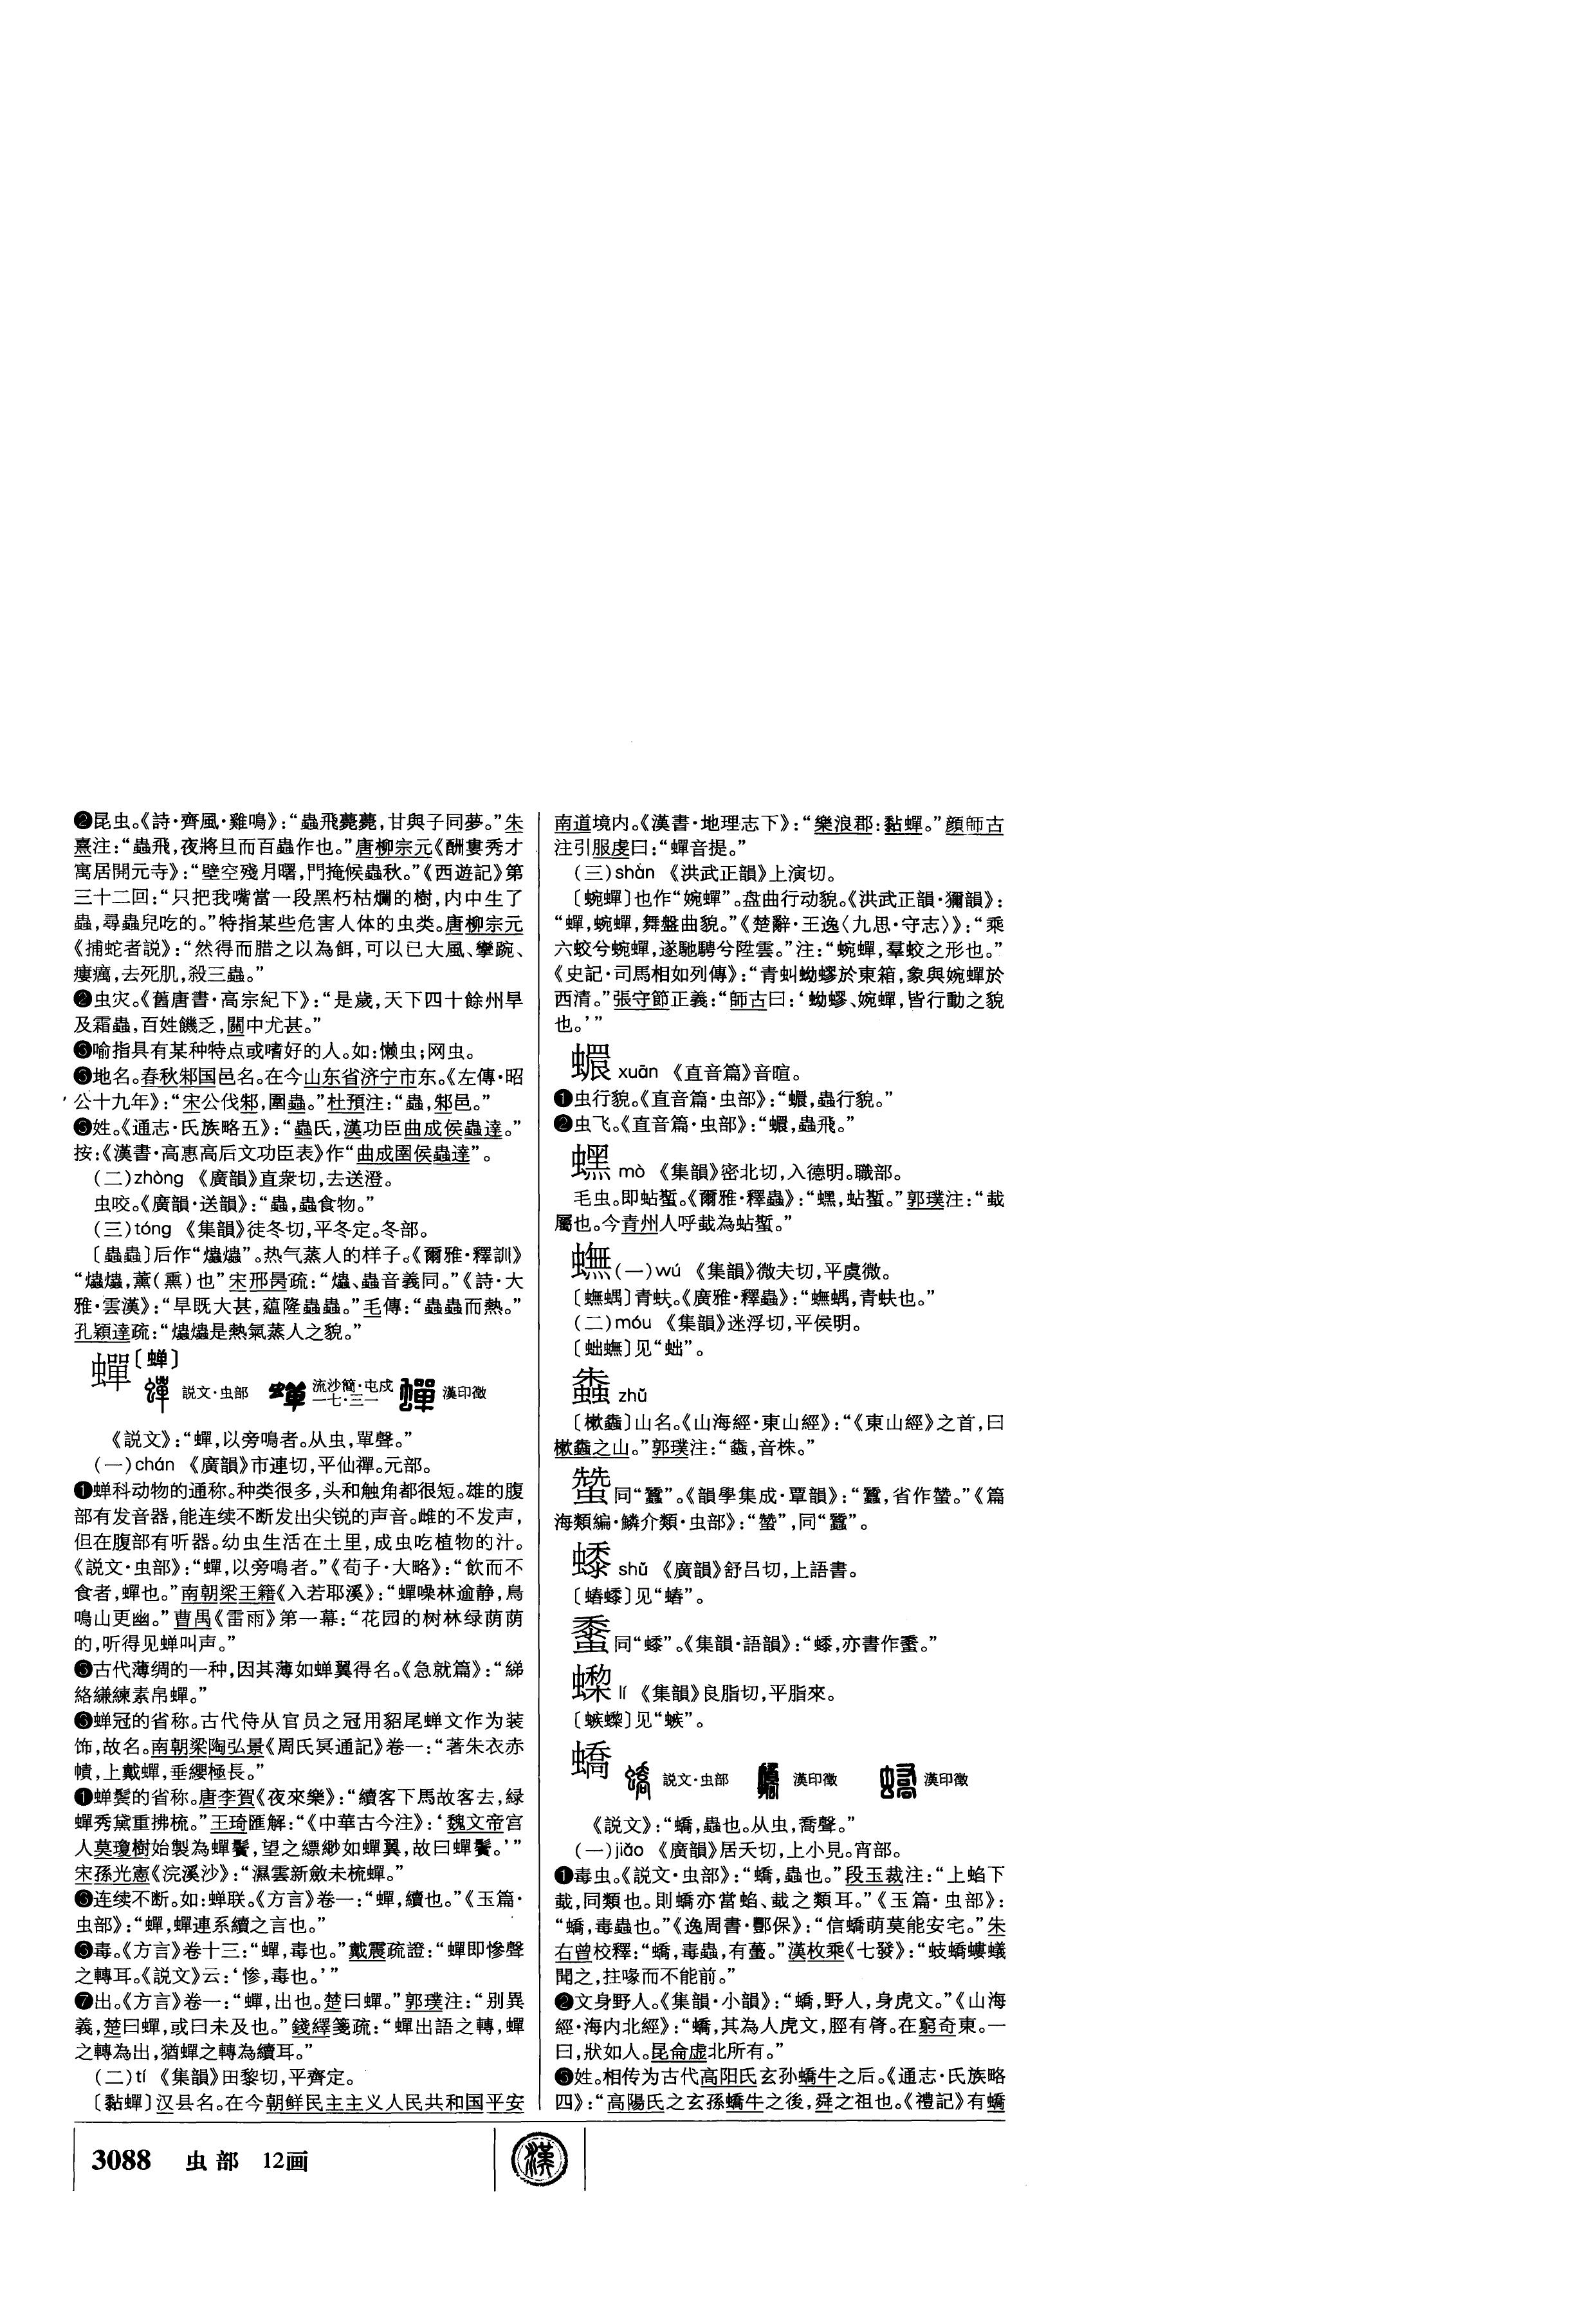 ❷昆虫。《詩·齊風·雞鳴》：“蟲飛薨薨，甘與子同夢。”朱
熹注：“蟲飛，夜將旦而百蟲作也。”唐柳宗元《酬婁秀才
寓居開元寺》：“壁空殘月曙，門掩候蟲秋。”《西遊記》第
三十二回：“只把我嘴當一段黑朽枯爛的樹，内中生了
蟲，尋蟲兒吃的。”特指某些危害人体的虫类。唐柳宗元
《捕蛇者説》：“然得而腊之以為餌，可以已大風、攣踠、
瘻癘，去死肌，殺三蟲。”
❷虫灾。《舊唐書·高宗紀下》：“是歲，天下四十餘州旱
及霜蟲，百姓饑乏，關中尤甚。”
喻指具有某种特点或嗜好的人。如：懒虫；网虫。
地名。春秋邾国邑名。在今山东省济宁市东。《左傳·昭
公十九年》：“宋公伐邾，圍蟲。”杜預注：“蟲，邾邑。”
姓。《通志·氏族略五》：“蟲氏，漢功臣曲成侯蟲達。”
按：《漢書·高惠高后文功臣表》作“曲成圉侯蟲達”。
(二)zhòng 《廣韻》直衆切，去送澄。
虫咬。《廣韻·送韻》：“蟲，蟲食物。”
(三)tóng 《集韻》徒冬切，平冬定。冬部。
〔蟲蟲〕后作“爞爞”。热气蒸人的样子。《爾雅·釋訓》
“爞爞，薰(熏)也”宋邢昺疏：“爞、蟲音義同。”《詩·大
雅·雲漢》：“旱既大甚，藴隆蟲蟲。”毛傳：“蟲蟲而熱。”
孔穎達疏：“爞爞是熱氣蒸人之貌。”
蟬〔蝉〕
説文·虫部 流沙簡·屯戍一七·三一 漢印徵
《説文》：“蟬，以旁鳴者。从虫，單聲。”
(一)chán 《廣韻》市連切，平仙禪。元部。
❶蝉科动物的通称。种类很多，头和触角都很短。雄的腹
部有发音器，能连续不断发出尖锐的声音。雌的不发声，
但在腹部有听器。幼虫生活在土里，成虫吃植物的汁。
《説文·虫部》：“蟬，以旁鳴者。”《荀子·大略》：“飲而不
食者，蟬也。”南朝梁王籍《入若耶溪》：“蟬噪林逾静，鳥
鳴山更幽。”曹禺《雷雨》第一幕：“花园的树林绿荫荫
的，听得见蝉叫声。”
古代薄绸的一种，因其薄如蝉翼得名。《急就篇》：“綈
絡縑練素帛蟬。”
蝉冠的省称。古代侍从官员之冠用貂尾蝉文作为装
饰，故名。南朝梁陶弘景《周氏冥通記》卷一：“著朱衣赤
幘，上戴蟬，垂纓極長。”
蝉鬓的省称。唐李賀《夜來樂》：“續客下馬故客去，緑
蟬秀黛重拂梳。”王琦匯解：“《中華古今注》：‘魏文帝宫
人莫瓊樹始製為蟬鬢，望之縹緲如蟬翼，故曰蟬鬢。’”
宋孫光憲《浣溪沙》：“濕雲新斂未梳蟬。”
连续不断。如：蝉联。《方言》卷一：“蟬，續也。”《玉篇·
虫部》：“蟬，蟬連系續之言也。”
毒。《方言》卷十三：“蟬，毒也。”戴震疏證：“蟬即慘聲
之轉耳。《説文》云：‘慘，毒也。’”
❼出。《方言》卷一：“蟬，出也。楚曰蟬。”郭璞注：“别異
義，楚曰蟬，或曰未及也。”錢繹箋疏：“蟬出語之轉，蟬
之轉為出，猶蟬之轉為續耳。”
(二)tí 《集韻》田黎切，平齊定。
〔黏蟬〕汉县名。在今朝鲜民主主义人民共和国平安
南道境内。《漢書·地理志下》：“樂浪郡：黏蟬。”顔師古
注引服虔曰：“蟬音提。”
(三)shàn 《洪武正韻》上演切。
〔蜿蟬〕也作“婉蟬”。盘曲行动貌。《洪武正韻·獮韻》：
“蟬，蜿蟬，舞盤曲貌。”《楚辭·王逸〈九思·守志〉》：“乘
六蛟兮蜿蟬，遂馳騁兮陞雲。”注：“蜿蟬，羣蛟之形也。”
《史記·司馬相如列傳》：“青虯蚴蟉於東箱，象輿婉蟬於
西清。”張守節正義：“師古曰：‘蚴蟉、婉蟬，皆行動之貌
也。’”
蠉 xuān 《直音篇》音暄。
❶虫行貌。《直音篇·虫部》：“蠉，蟲行貌。”
❷虫飞。《直音篇·虫部》：“蠉，蟲飛。”
蟔 mò 《集韻》密北切，入德明。職部。
毛虫。即蛅蟴。《爾雅·釋蟲》：“蟔，蛅蟴。”郭璞注：“蛓
屬也。今青州人呼蛓為蛅蟴。”
蟱(一)wú 《集韻》微夫切，平虞微。
〔蟱蝺〕青蚨。《廣雅·釋蟲》：“蟱蝺，青蚨也。”
(二)móu 《集韻》迷浮切，平侯明。
〔蛛蟱〕见“蛛”。
䖝 zhū
〔樕䖝〕山名。《山海經·東山經》：“《東山經》之首，曰
樕䖝之山。”郭璞注：“䖝，音株。”
蝅 同“蠶”。《韻學集成·覃韻》：“蠶，省作蝅。”《篇
海類編·鱗介類·虫部》：“蝅”，同“蠶”。
䗝 shǔ 《廣韻》舒吕切，上語書。
〔蝽䗝〕见“蝽”。
同“䗝”。《集韻·語韻》：“䗝，亦書作。”
lí 《集韻》良脂切，平脂來。
见“蝬”。
蟜 説文·虫部 漢印徵 漢印徵
《説文》：“蟜，蟲也。从虫，喬聲。”
(一)jiǎo 《廣韻》居夭切，上小見。宵部。
❶毒虫。《説文·虫部》：“蟜，蟲也。”段玉裁注：“上蜭下
蛓，同類也。則蟜亦當蜭、蛓之類耳。”《玉篇·虫部》：
“蟜，毒蟲也。”《逸周書·酆保》：“信蟜萌莫能安宅。”朱
右曾校釋：“蟜，毒蟲，有蠆。”漢枚乘《七發》：“蚑蟜螻蟻
聞之，拄喙而不能前。”
❷文身野人。《集韻·小韻》：“蟜，野人，身虎文。”《山海
經·海内北經》：“蟜，其為人虎文，脛有䏿。在窮奇東。一
曰，狀如人。昆侖虚北所有。”
姓。相传为古代高阳氏玄孙蟜牛之后。《通志·氏族略
四》：“高陽氏之玄孫蟜牛之後，舜之祖也。《禮記》有蟜
3088 虫部 12画
漢